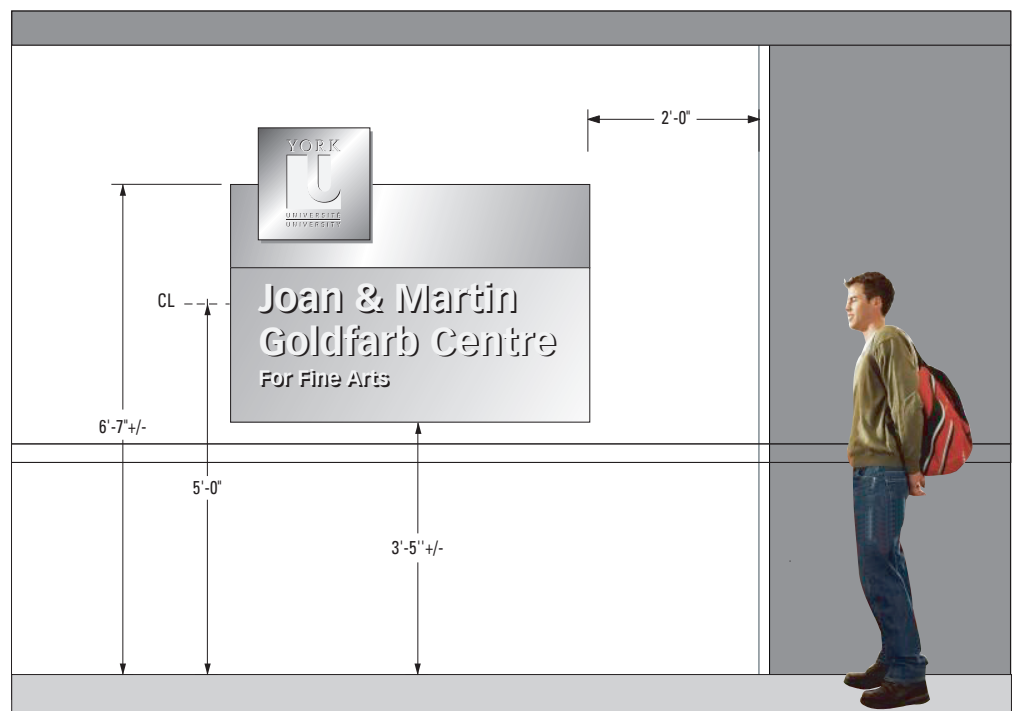 2'-0"
YORK
U
UNIVERSITÉ
UNIVERSITY
CL
Joan & Martin
Goldfarb Centre
For Fine Arts
6'-7"+/-
5'-0"
3'-5''+/-